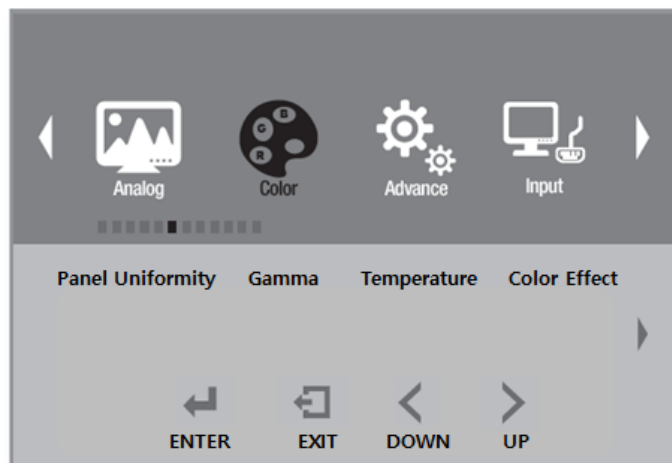 B
G
R
Analog Color Advance Input
Panel Uniformity Gamma Temperature Color Effect
ENTER EXIT DOWN UP